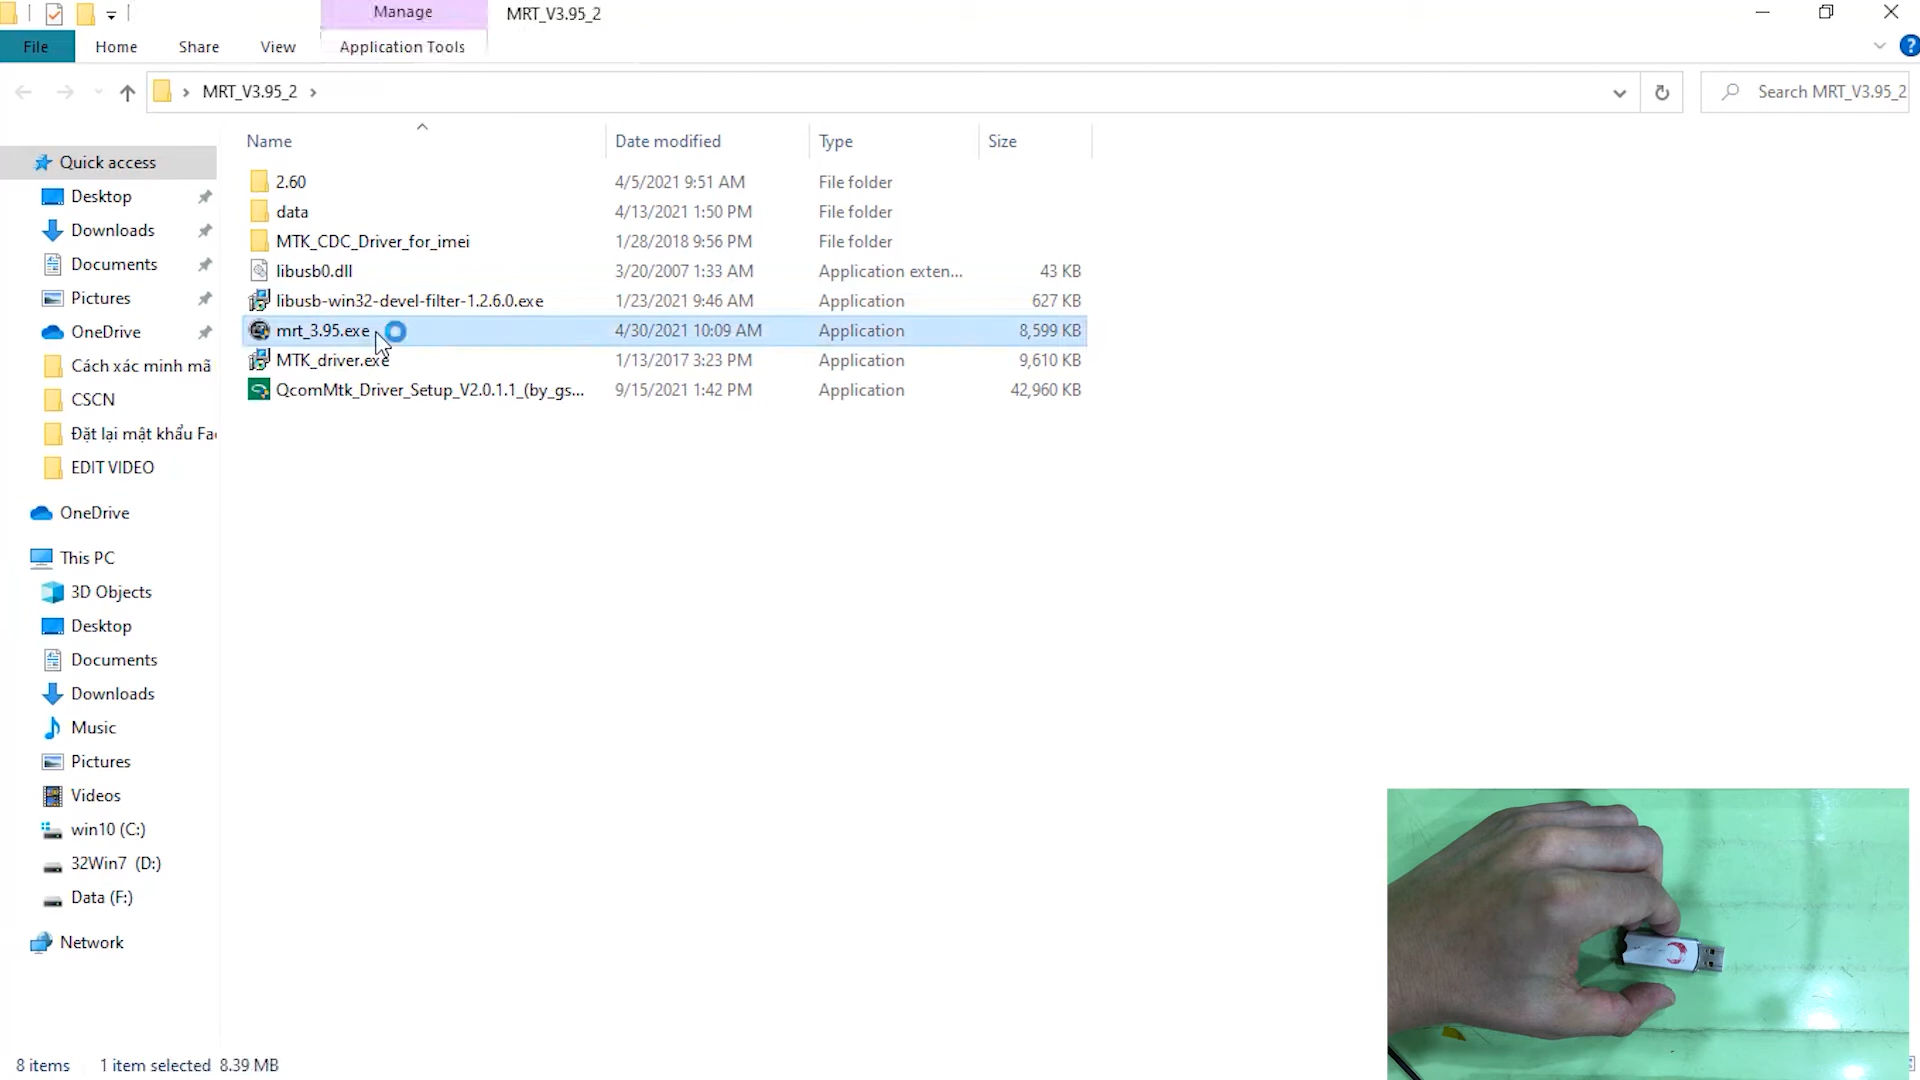 Manage
MRT_V3.95_2
File
Home
Share
View
Application Tools
MRT_V3.95_2
Search MRT_V3.95_2
Name
Date modified
Type
Size
Quick access
Desktop
Downloads
Documents
Pictures
OneDrive
Cách xác minh mã
CSCN
Đặt lại mật khẩu Fa
EDIT VIDEO
OneDrive
This PC
3D Objects
Desktop
Documents
Downloads
Music
Pictures
Videos
win10 (C:)
32Win7 (D:)
Data (F:)
Network
2.60 4/5/2021 9:51 AM File folder
data 4/13/2021 1:50 PM File folder
MTK_CDC_Driver_for_imei 1/28/2018 9:56 PM File folder
libusb0.dll 3/20/2007 1:33 AM Application exten... 43 KB
libusb-win32-devel-filter-1.2.6.0.exe 1/23/2021 9:46 AM Application 627 KB
mrt_3.95.exe 4/30/2021 10:09 AM Application 8,599 KB
MTK_driver.exe 1/13/2017 3:23 PM Application 9,610 KB
QcomMtk_Driver_Setup_V2.0.1.1_(by_gs... 9/15/2021 1:42 PM Application 42,960 KB
8 items 1 item selected 8.39 MB